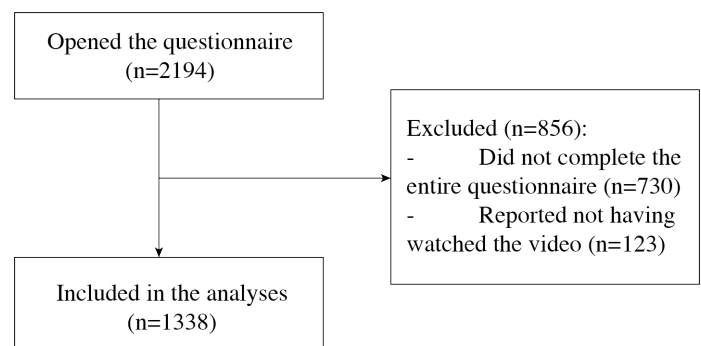 Opened the questionnaire
(n=2194)
Excluded (n=856):
- Did not complete the
entire questionnaire (n=730)
- Reported not having
watched the video (n=123)
Included in the analyses
(n=1338)